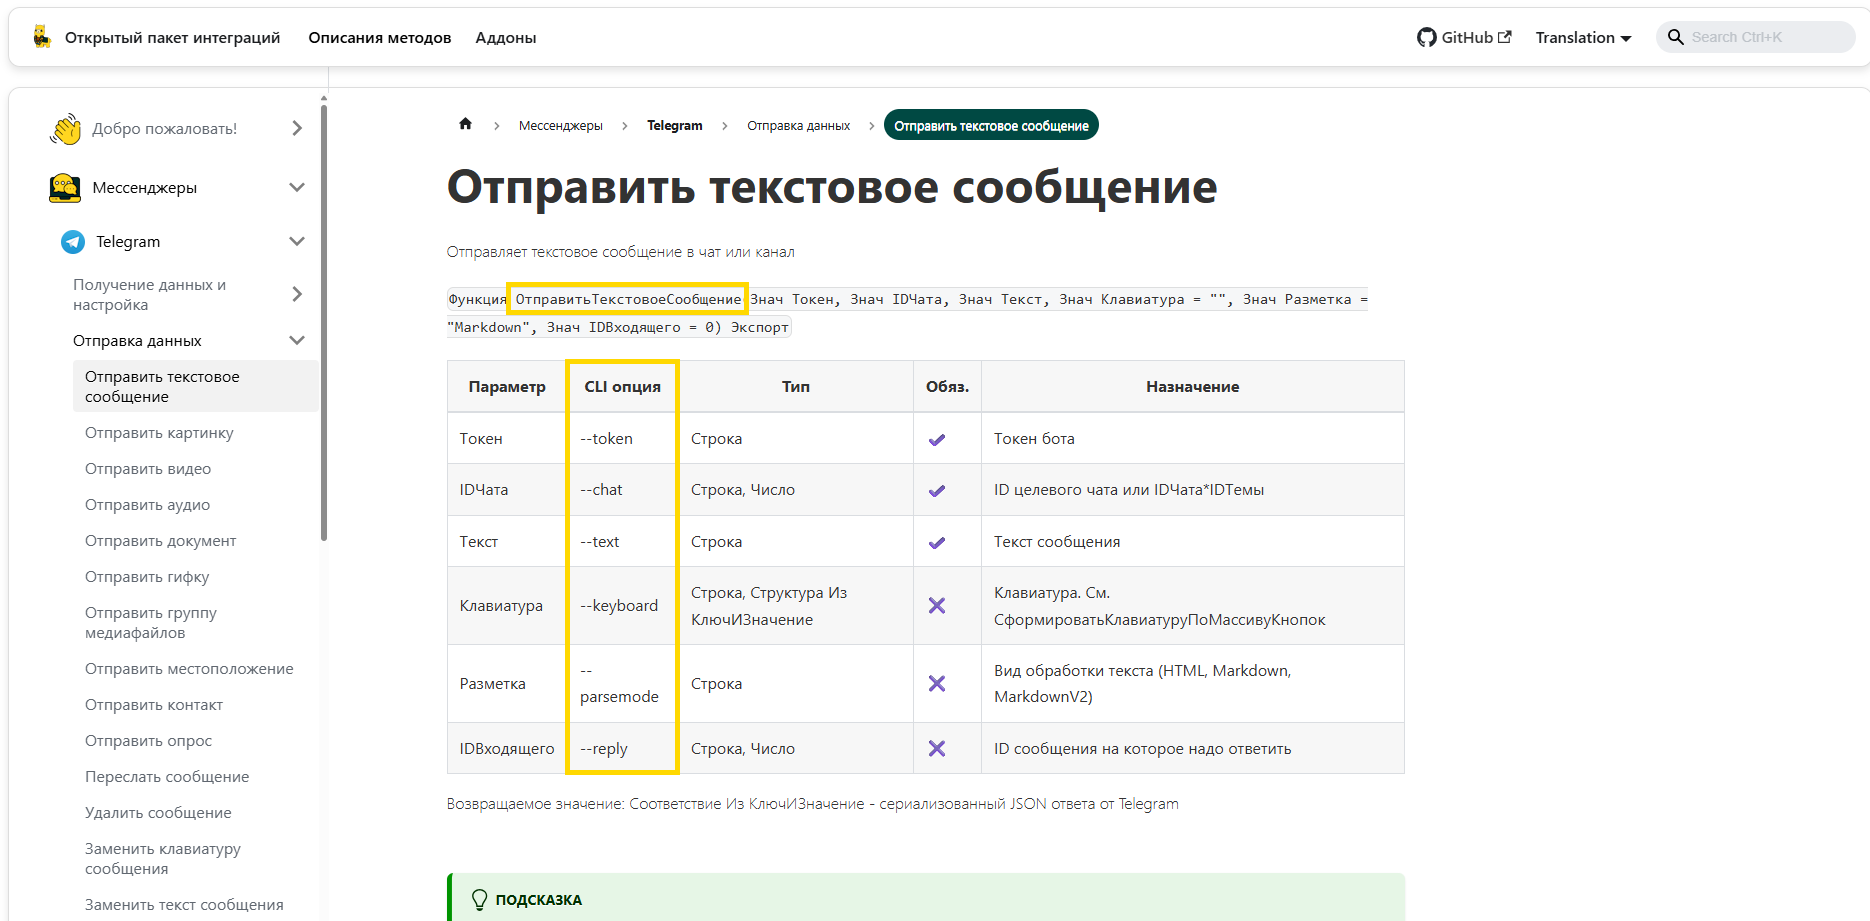 Открытый пакет интеграций
Описания методов
Аддоны
GitHub
Translation
Search Ctrl+K
Добро пожаловать!
Мессенджеры
Telegram
Получение данных и
настройка
Отправка данных
Отправить текстовое
сообщение
Отправить картинку
Отправить видео
Отправить аудио
Отправить документ
Отправить гифку
Отправить группу
медиафайлов
Отправить местоположение
Отправить контакт
Отправить опрос
Переслать сообщение
Удалить сообщение
Заменить клавиатуру
сообщения
Заменить текст сообщения
Мессенджеры
Telegram
Отправка данных
Отправить текстовое сообщение
Отправить текстовое сообщение
Отправляет текстовое сообщение в чат или канал
Функция ОтправитьТекстовоеСообщение Знач Токен, Знач IDЧата, Знач Текст, Знач Клавиатура = "", Знач Разметка =
"Markdown", Знач IDВходящего = 0) Экспорт
Параметр CLI опция Тип Обяз. Назначение
Токен --token Строка Токен бота
IDЧата --chat Строка, Число ID целевого чата или IDЧата*IDТемы
Текст --text Строка Текст сообщения
Клавиатура --keyboard Строка, Структура Из
КлючИЗначение Клавиатура. См.
СформироватьКлавиатуруПоМассивуКнопок
Разметка --
parsemode Строка Вид обработки текста (HTML, Markdown,
MarkdownV2)
IDВходящего --reply Строка, Число ID сообщения на которое надо ответить
Возвращаемое значение: Соответствие Из КлючИЗначение - сериализованный JSON ответа от Telegram
ПОДСКАЗКА